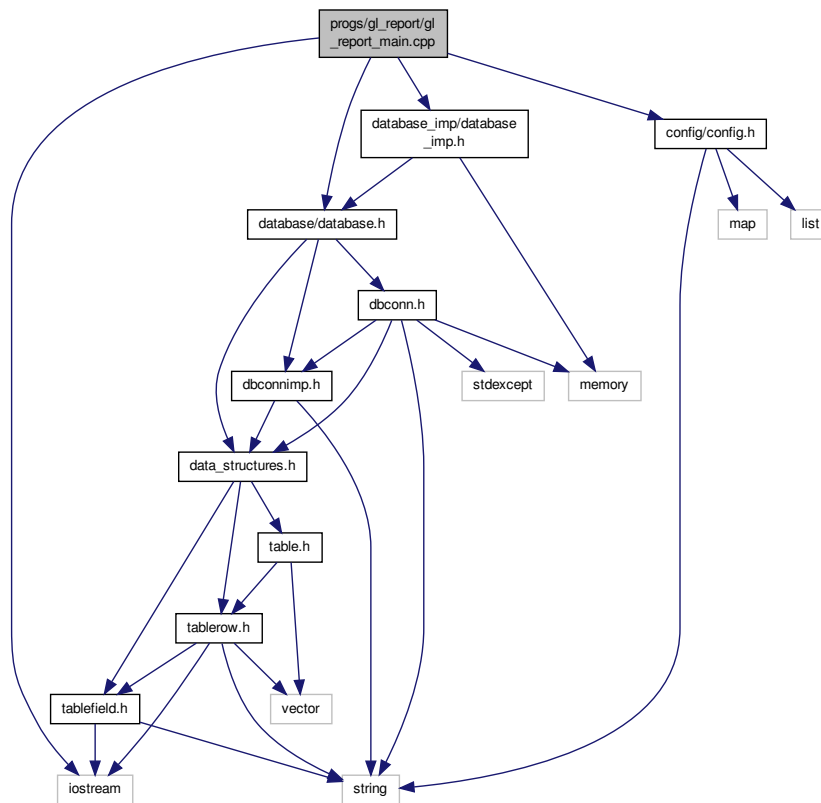 progs/gl_report/gl
_report_main.cpp
database_imp/database
_imp.h
config/config.h
database/database.h
map
list
dbconn.h
dbconnimp.h
stdexcept
memory
data_structures.h
table.h
tablerow.h
tablefield.h
vector
iostream
string